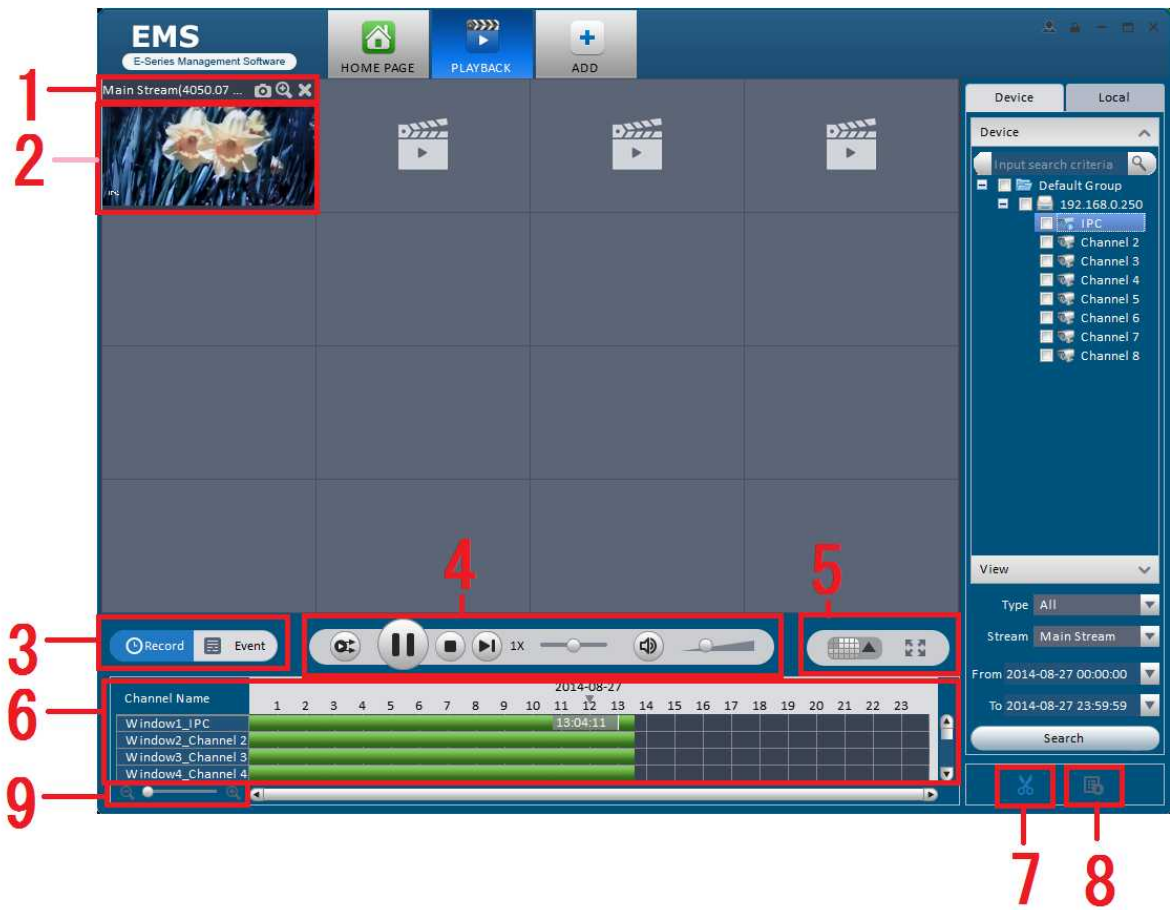 EMS
E-Series Management Software
HOME PAGE
PLAYBACK
ADD
1
Main Stream(4050.07 ...
2
IPC
Device
Local
Device
Input search criteria
Default Group
192.168.0.250
IPC
Channel 2
Channel 3
Channel 4
Channel 5
Channel 6
Channel 7
Channel 8
View
Type All
Stream Main Stream
From 2014-08-27 00:00:00
To 2014-08-27 23:59:59
Search
4
5
3
Record
Event
1X
6
2014-08-27
Channel Name
1 2 3 4 5 6 7 8 9 10 11 12 13 14 15 16 17 18 19 20 21 22 23
Window1_IPC
13:04:11
Window2_Channel 2
Window3_Channel 3
Window4_Channel 4
9
7
8